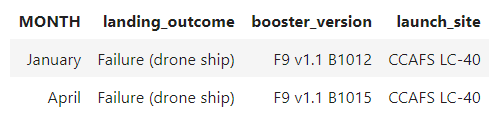 MONTH landing_outcome booster_version launch_site
January Failure (drone ship) F9 v1.1 B1012 CCAFS LC-40
April Failure (drone ship) F9 v1.1 B1015 CCAFS LC-40